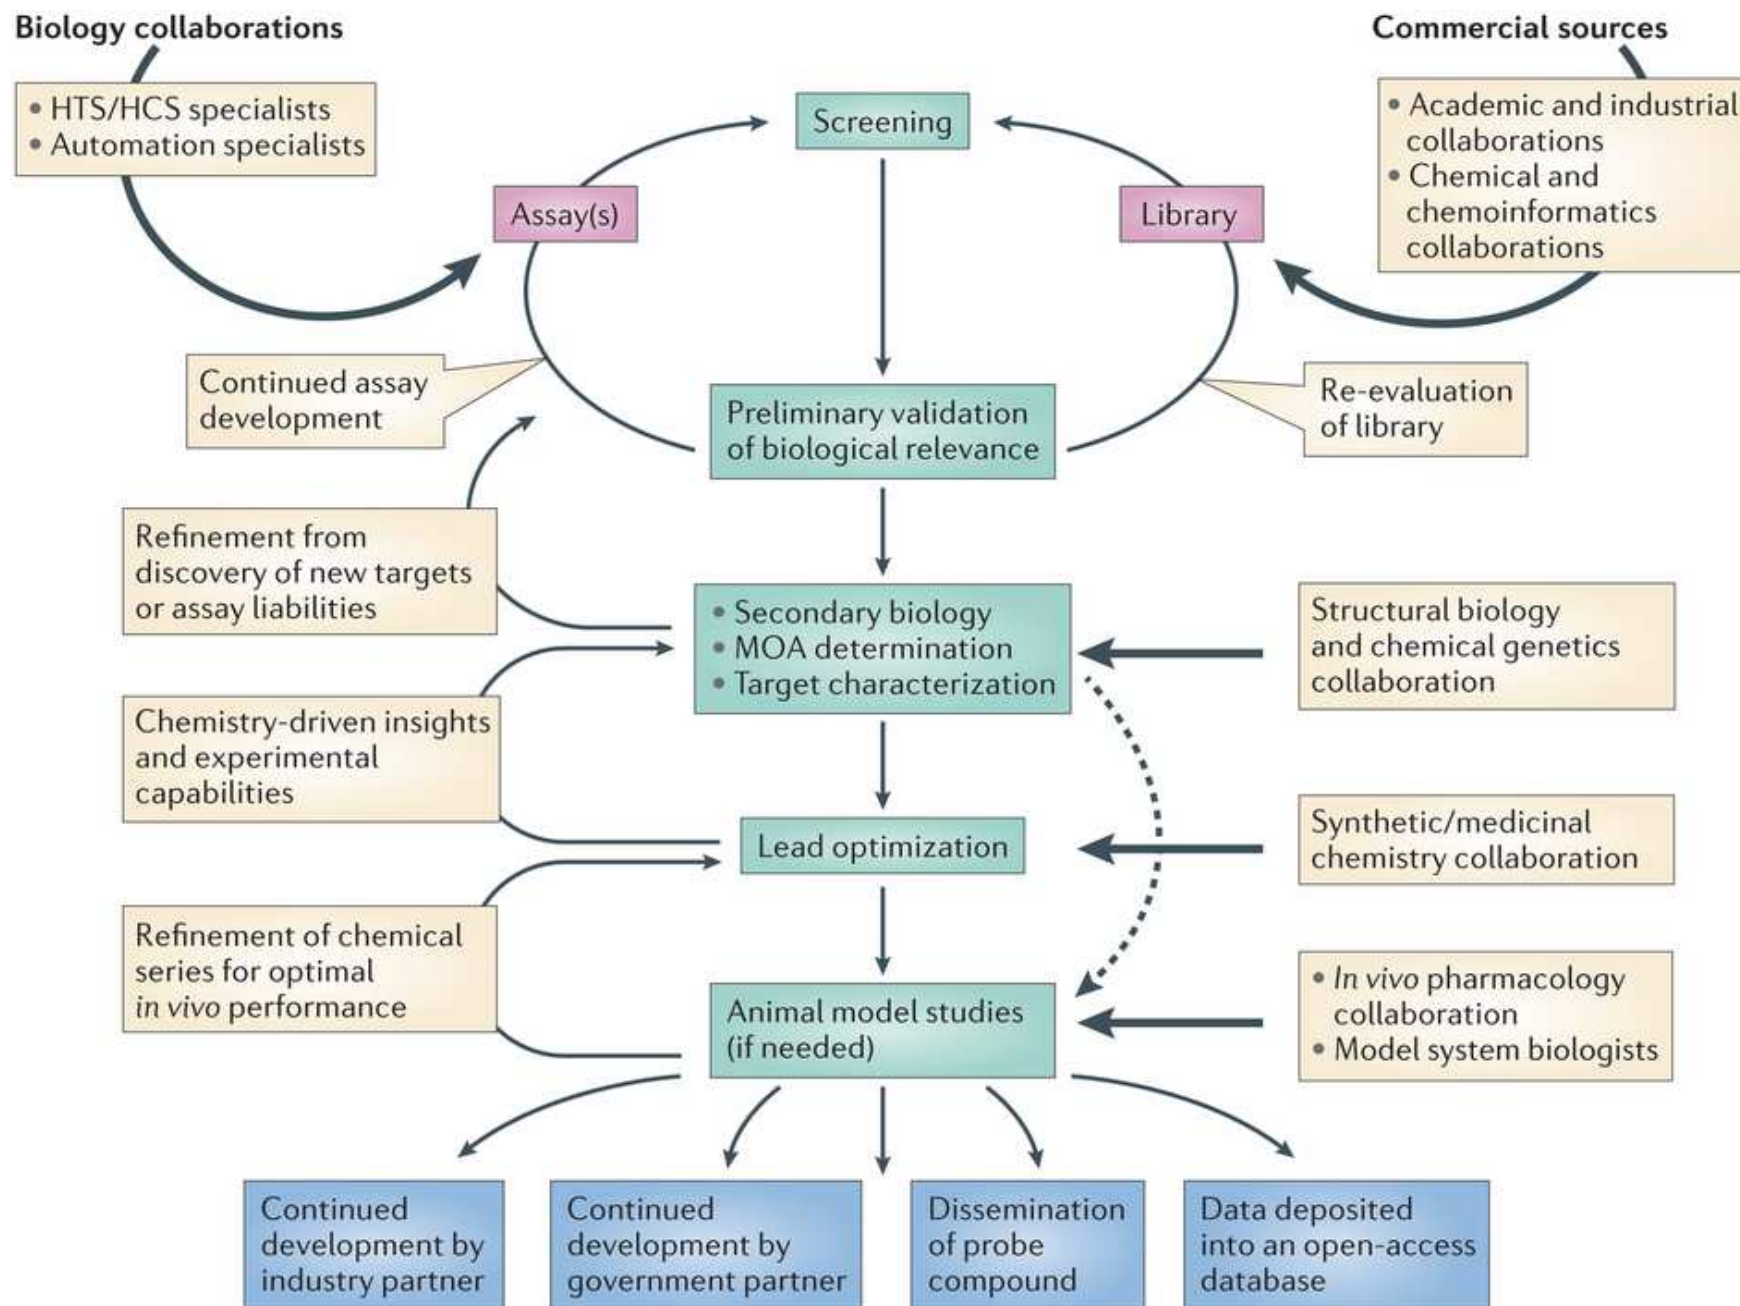 Biology collaborations
Commercial sources
• HTS/HCS specialists
• Automation specialists
Screening
• Academic and industrial
collaborations
• Chemical and
chemoinformatics
collaborations
Assay(s)
Library
Continued assay
development
Preliminary validation
of biological relevance
Re-evaluation
of library
Refinement from
discovery of new targets
or assay liabilities
• Secondary biology
• MOA determination
• Target characterization
Structural biology
and chemical genetics
collaboration
Chemistry-driven insights
and experimental
capabilities
Lead optimization
Synthetic/medicinal
chemistry collaboration
Refinement of chemical
series for optimal
in vivo performance
Animal model studies
(if needed)
• In vivo pharmacology
collaboration
• Model system biologists
Continued
development by
industry partner
Continued
development by
government partner
Dissemination
of probe
compound
Data deposited
into an open-access
database